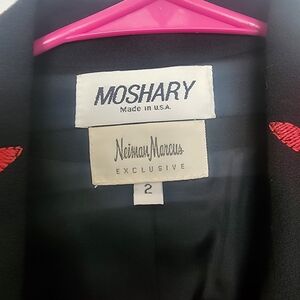 MOSHARY
Made in U.S.A.
Neiman Marcus
EXCLUSIVE
2